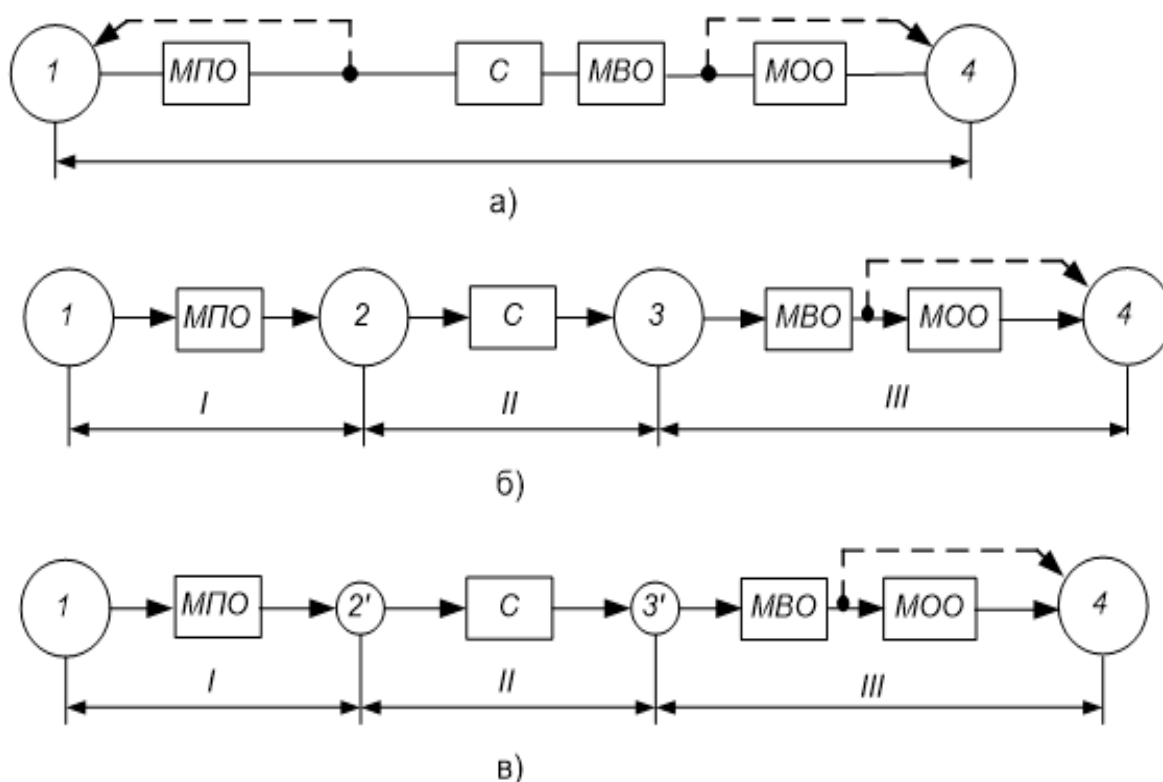 1 МПО С МВО МОО 4
а)
1 МПО 2 С 3 МВО МОО 4
I II III
б)
1 МПО 2' С 3' МВО МОО 4
I II III
в)